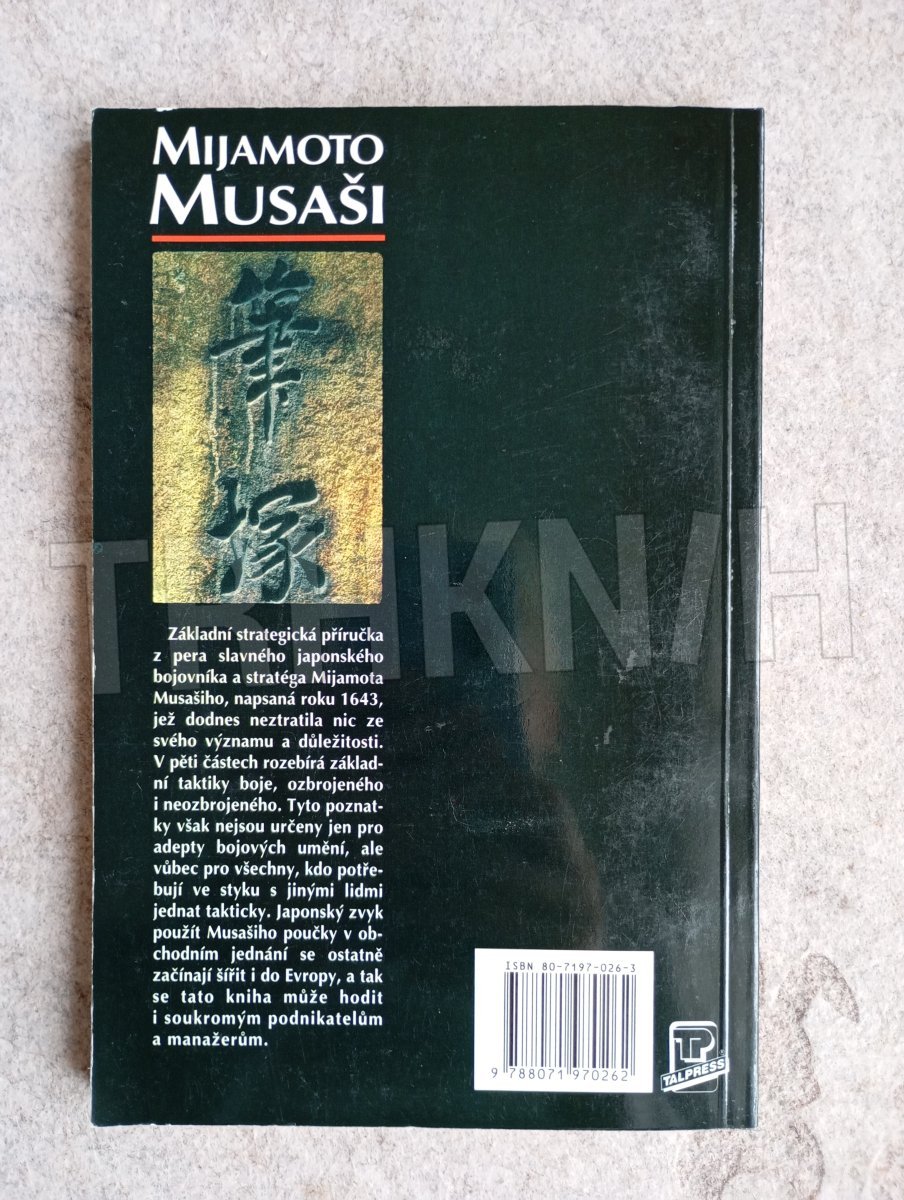 MIJAMOTO
MUSAŠI
筆
塚
Základní strategická příručka
z pera slavného japonského
bojovníka a stratéga Mijamota
Musašiho, napsaná roku 1643,
jež dodnes neztratila nic ze
svého významu a důležitosti.
V pěti částech rozebírá základ-
ní taktiky boje, ozbrojeného
i neozbrojeného. Tyto poznat-
ky však nejsou určeny jen pro
adepty bojových umění, ale
vůbec pro všechny, kdo potře-
bují ve styku s jinými lidmi
jednat takticky. Japonský zvyk
použít Musašiho poučky v ob-
chodním jednání se ostatně
začínají šířit i do Evropy, a tak
se tato kniha může hodit
i soukromým podnikatelům
a manažerům.
ISBN 80-7197-026-3
9 788071 970262
TP
TALPRESS
TRHKNIH